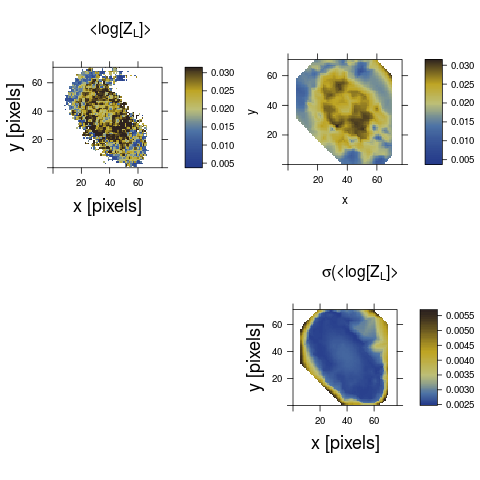 <log[Z_L]>
y [pixels]
60
40
20
20 40 60
x [pixels]
0.030
0.025
0.020
0.015
0.010
0.005
y
60
40
20
20 40 60
x
0.030
0.025
0.020
0.015
0.010
0.005
σ(<log[Z_L]>
y [pixels]
60
40
20
20 40 60
x [pixels]
0.0055
0.0050
0.0045
0.0040
0.0035
0.0030
0.0025